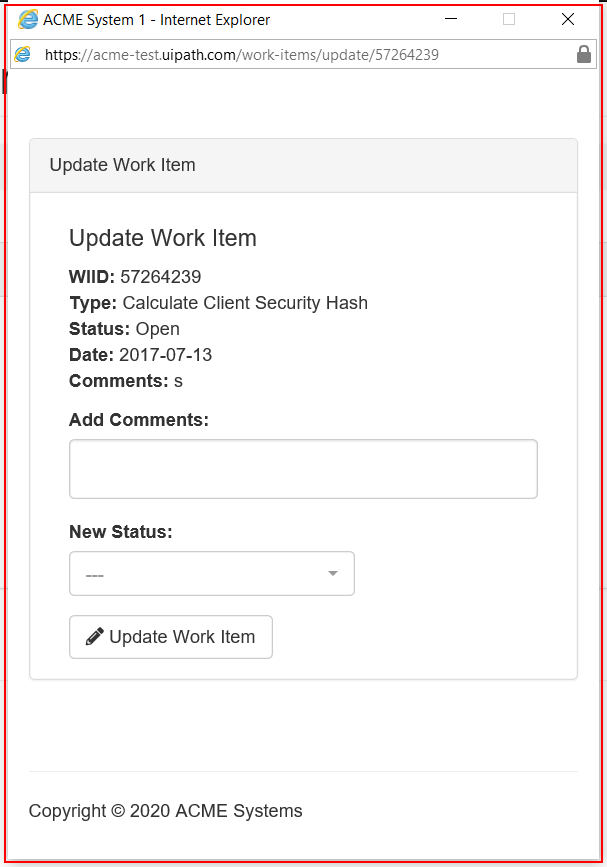 ACME System 1 - Internet Explorer
https://acme-test.uipath.com/work-items/update/57264239
Update Work Item
Update Work Item
WIID: 57264239
Type: Calculate Client Security Hash
Status: Open
Date: 2017-07-13
Comments: s
Add Comments:
New Status:
---
Update Work Item
Copyright © 2020 ACME Systems